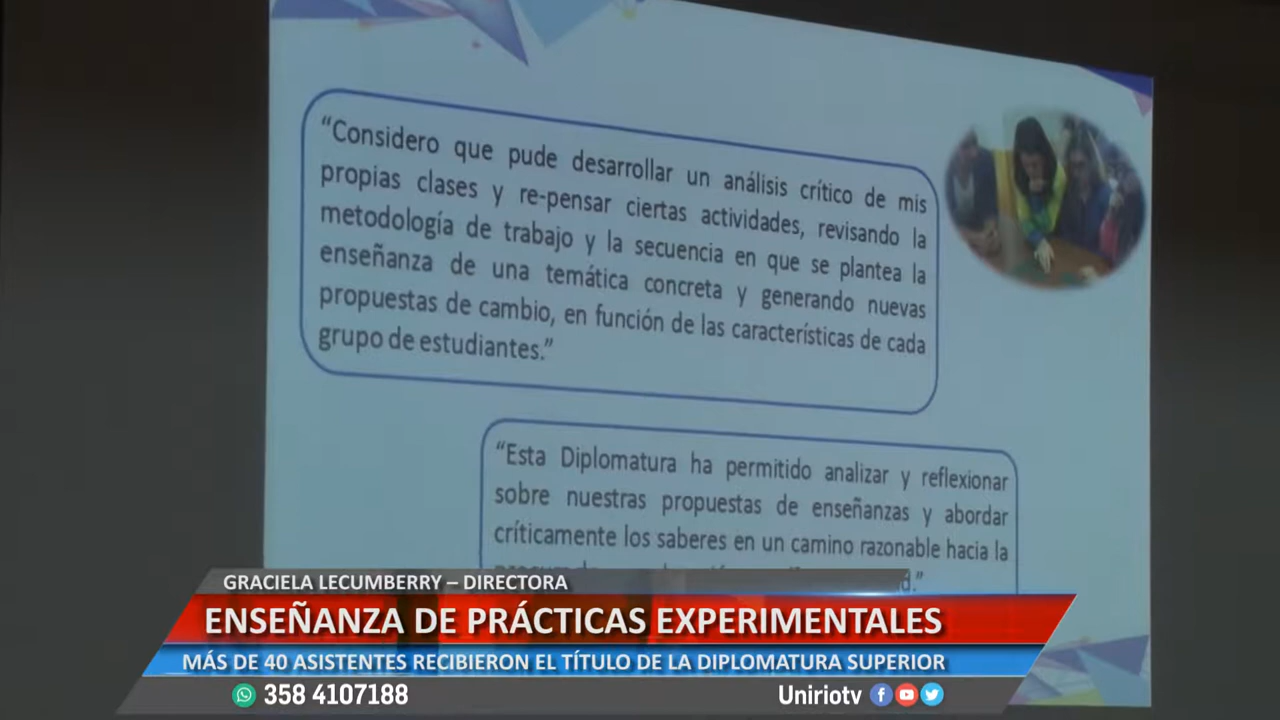 “Considero que pude desarrollar un análisis crítico de mis
propias clases y re-pensar ciertas actividades, revisando la
metodología de trabajo y la secuencia en que se plantea la
enseñanza de una temática concreta y generando nuevas
propuestas de cambio, en función de las características de cada
grupo de estudiantes.”
“Esta Diplomatura ha permitido analizar y reflexionar
sobre nuestras propuestas de enseñanzas y abordar
críticamente los saberes en un camino razonable hacia la
GRACIELA LECUMBERRY – DIRECTORA
ENSEÑANZA DE PRÁCTICAS EXPERIMENTALES
MÁS DE 40 ASISTENTES RECIBIERON EL TÍTULO DE LA DIPLOMATURA SUPERIOR
358 4107188 Uniriotv